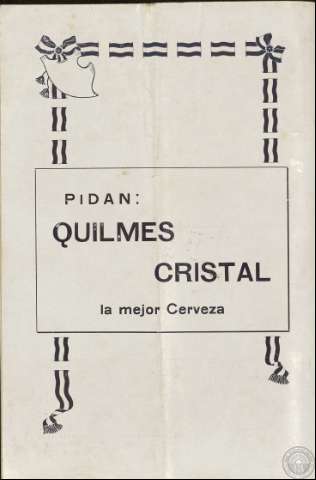 PIDAN:
QUILMES
CRISTAL
la mejor Cerveza